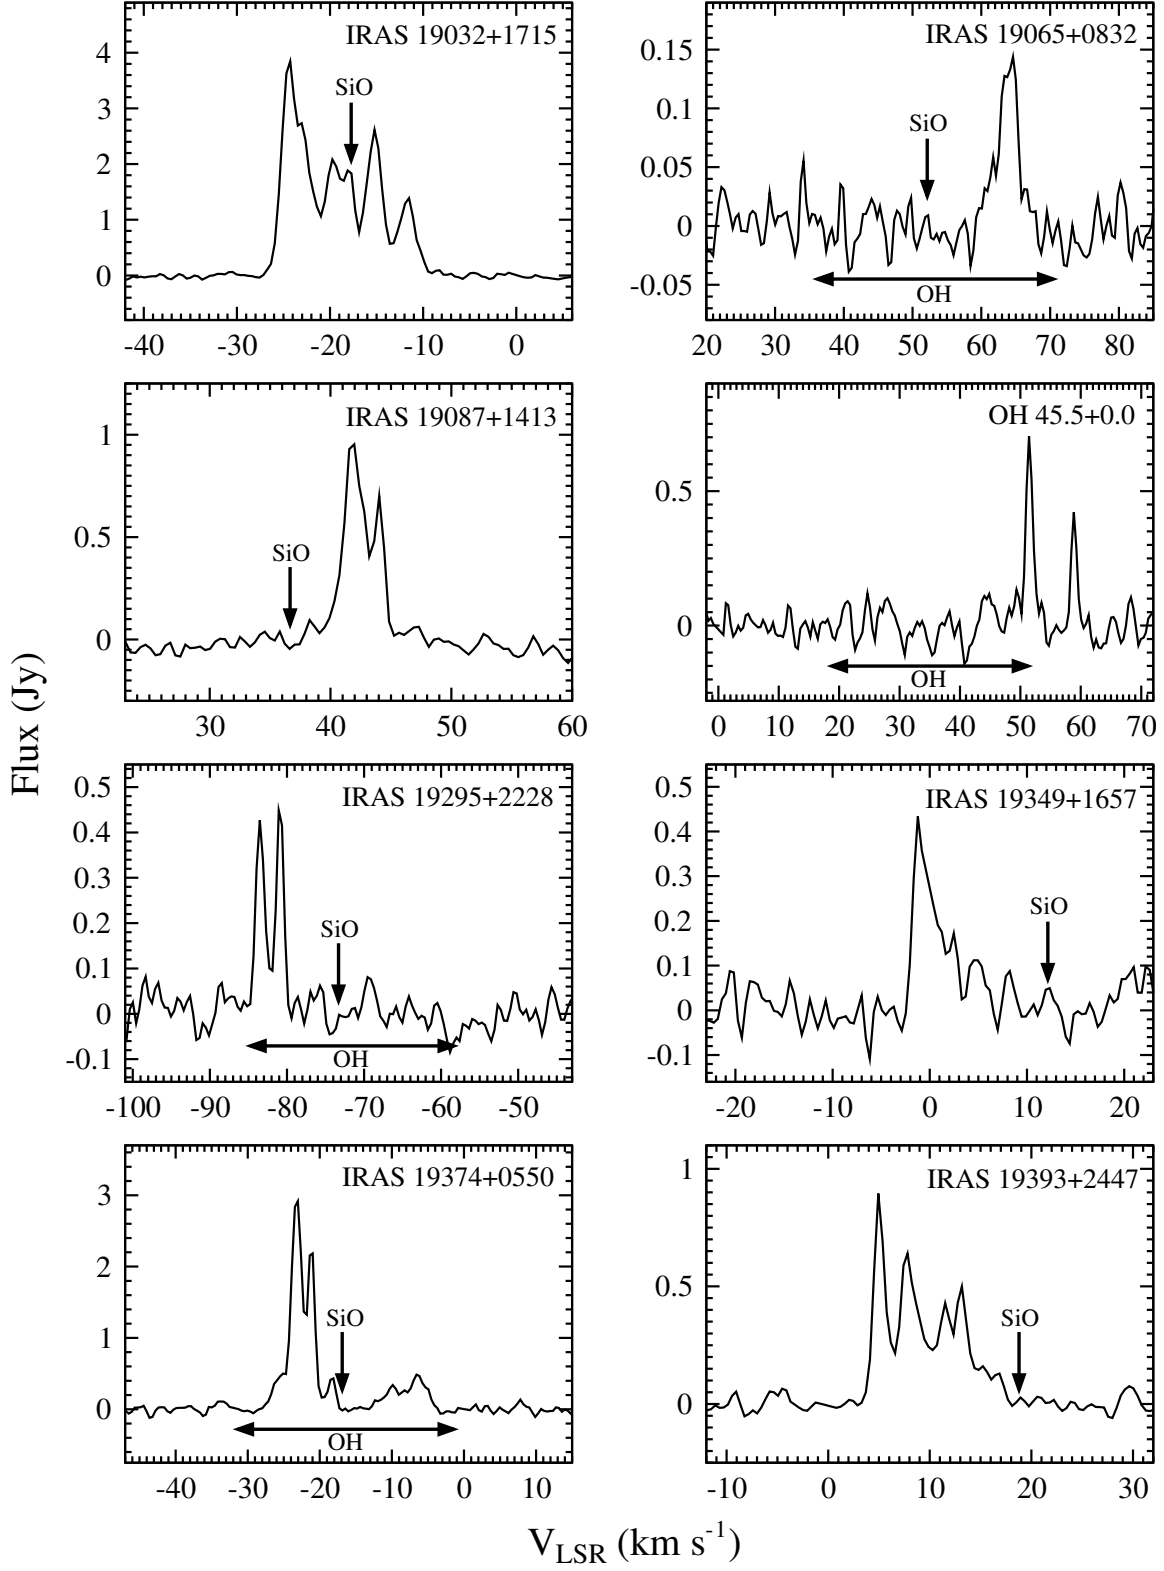 IRAS 19032+1715
SiO
4
3
2
1
0
-40 -30 -20 -10 0
IRAS 19065+0832
SiO
OH
0.15
0.1
0.05
0
-0.05
20 30 40 50 60 70 80
IRAS 19087+1413
SiO
1
0.5
0
30 40 50 60
OH 45.5+0.0
OH
0.5
0
0 10 20 30 40 50 60 70
IRAS 19295+2228
SiO
OH
0.5
0.4
0.3
0.2
0.1
0
-0.1
-100 -90 -80 -70 -60 -50
IRAS 19349+1657
SiO
0.5
0.4
0.3
0.2
0.1
0
-0.1
-20 -10 0 10 20
IRAS 19374+0550
SiO
OH
3
2
1
0
-40 -30 -20 -10 0 10
IRAS 19393+2447
SiO
1
0.5
0
-10 0 10 20 30
Flux (Jy)
V_LSR (km s⁻¹)